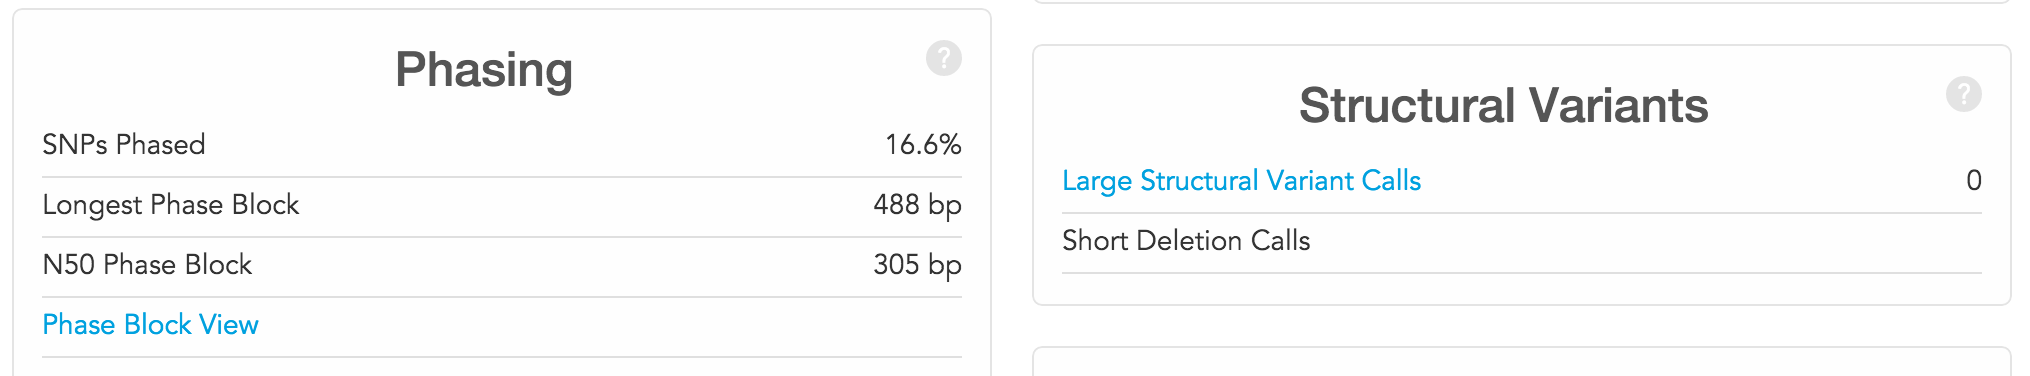 Phasing
?
SNPs Phased 16.6%
Longest Phase Block 488 bp
N50 Phase Block 305 bp
Phase Block View
Structural Variants
?
Large Structural Variant Calls 0
Short Deletion Calls